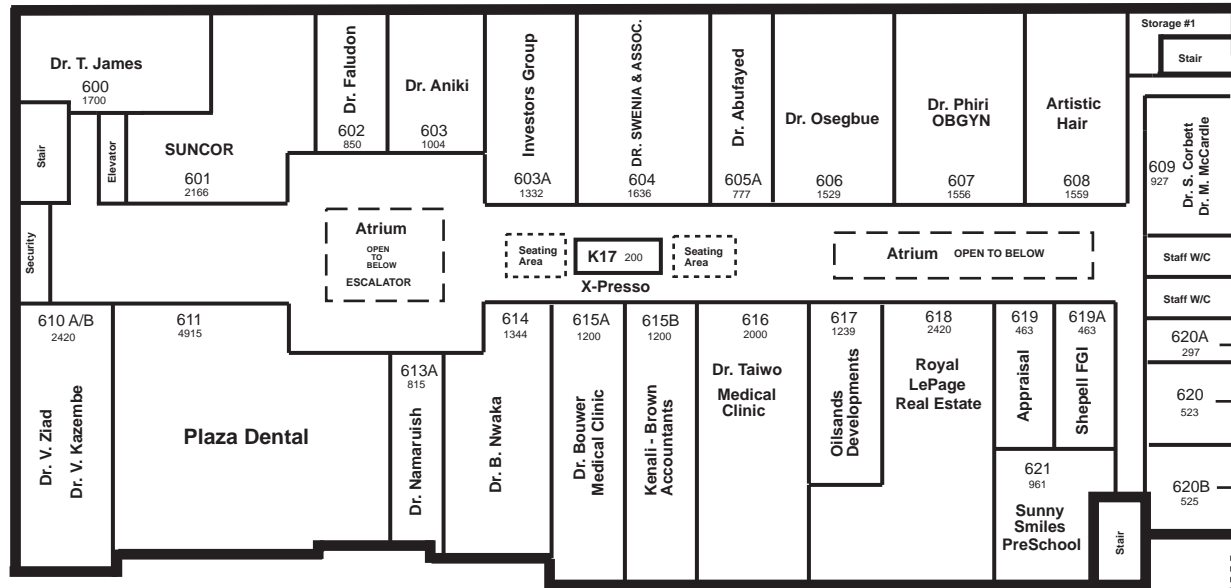 Dr. T. James
600
1700
Stair
Elevator
SUNCOR
601
2166
Dr. Faludon
602
850
Dr. Aniki
603
1004
Investors Group
603A
1332
DR. SWENIA & ASSOC.
604
1636
Dr. Abufayed
605A
777
Dr. Osegbue
606
1529
Dr. Phiri
OBGYN
607
1556
Artistic
Hair
608
1559
Storage #1
Stair
609
927
Dr. S. Corbett
Dr. M. McCardle
Security
Atrium
OPEN
TO
BELOW
ESCALATOR
Seating
Area
K17 200
X-Presso
Seating
Area
Atrium OPEN TO BELOW
Staff W/C
Staff W/C
610 A/B
2420
Dr. V. Ziad
Dr. V. Kazembe
611
4915
Plaza Dental
613A
815
Dr. Namaruish
614
1344
Dr. B. Nwaka
615A
1200
Dr. Bouwer
Medical Clinic
615B
1200
Kenali - Brown
Accountants
616
2000
Dr. Taiwo
Medical
Clinic
617
1239
Oilsands
Developments
618
2420
Royal
LePage
Real Estate
619
463
Appraisal
619A
463
Shepell FGI
621
961
Sunny
Smiles
PreSchool
Stair
620A
297
620
523
620B
525